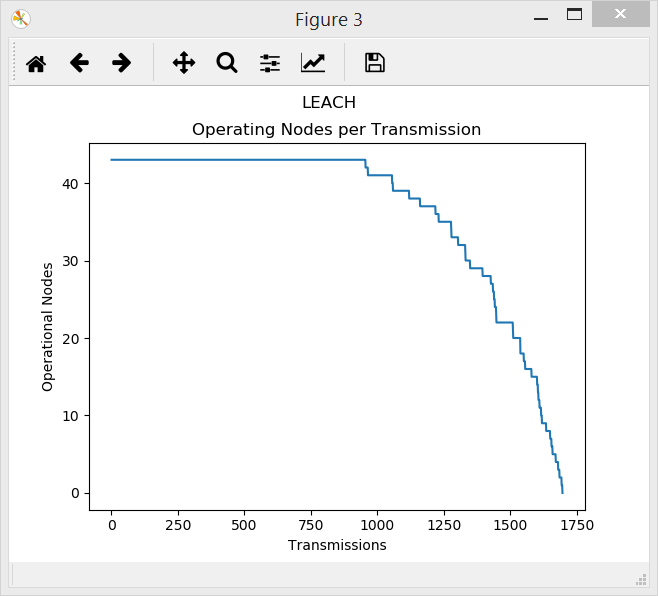 Figure 3
LEACH
Operating Nodes per Transmission
Operational Nodes
40
30
20
10
0
0 250 500 750 1000 1250 1500 1750
Transmissions